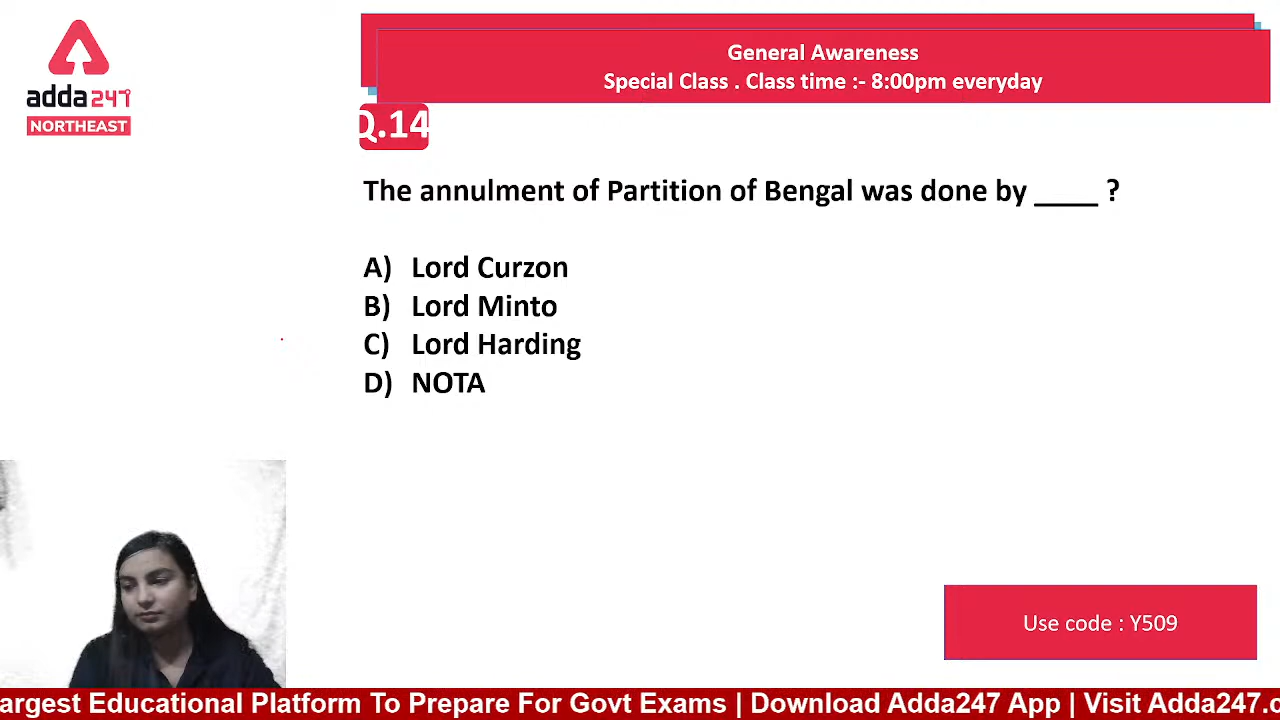 adda247
NORTHEAST
General Awareness
Special Class . Class time :- 8:00pm everyday
Q.14
The annulment of Partition of Bengal was done by ____ ?
A) Lord Curzon
B) Lord Minto
C) Lord Harding
D) NOTA
Use code : Y509
argest Educational Platform To Prepare For Govt Exams | Download Adda247 App | Visit Adda247.c